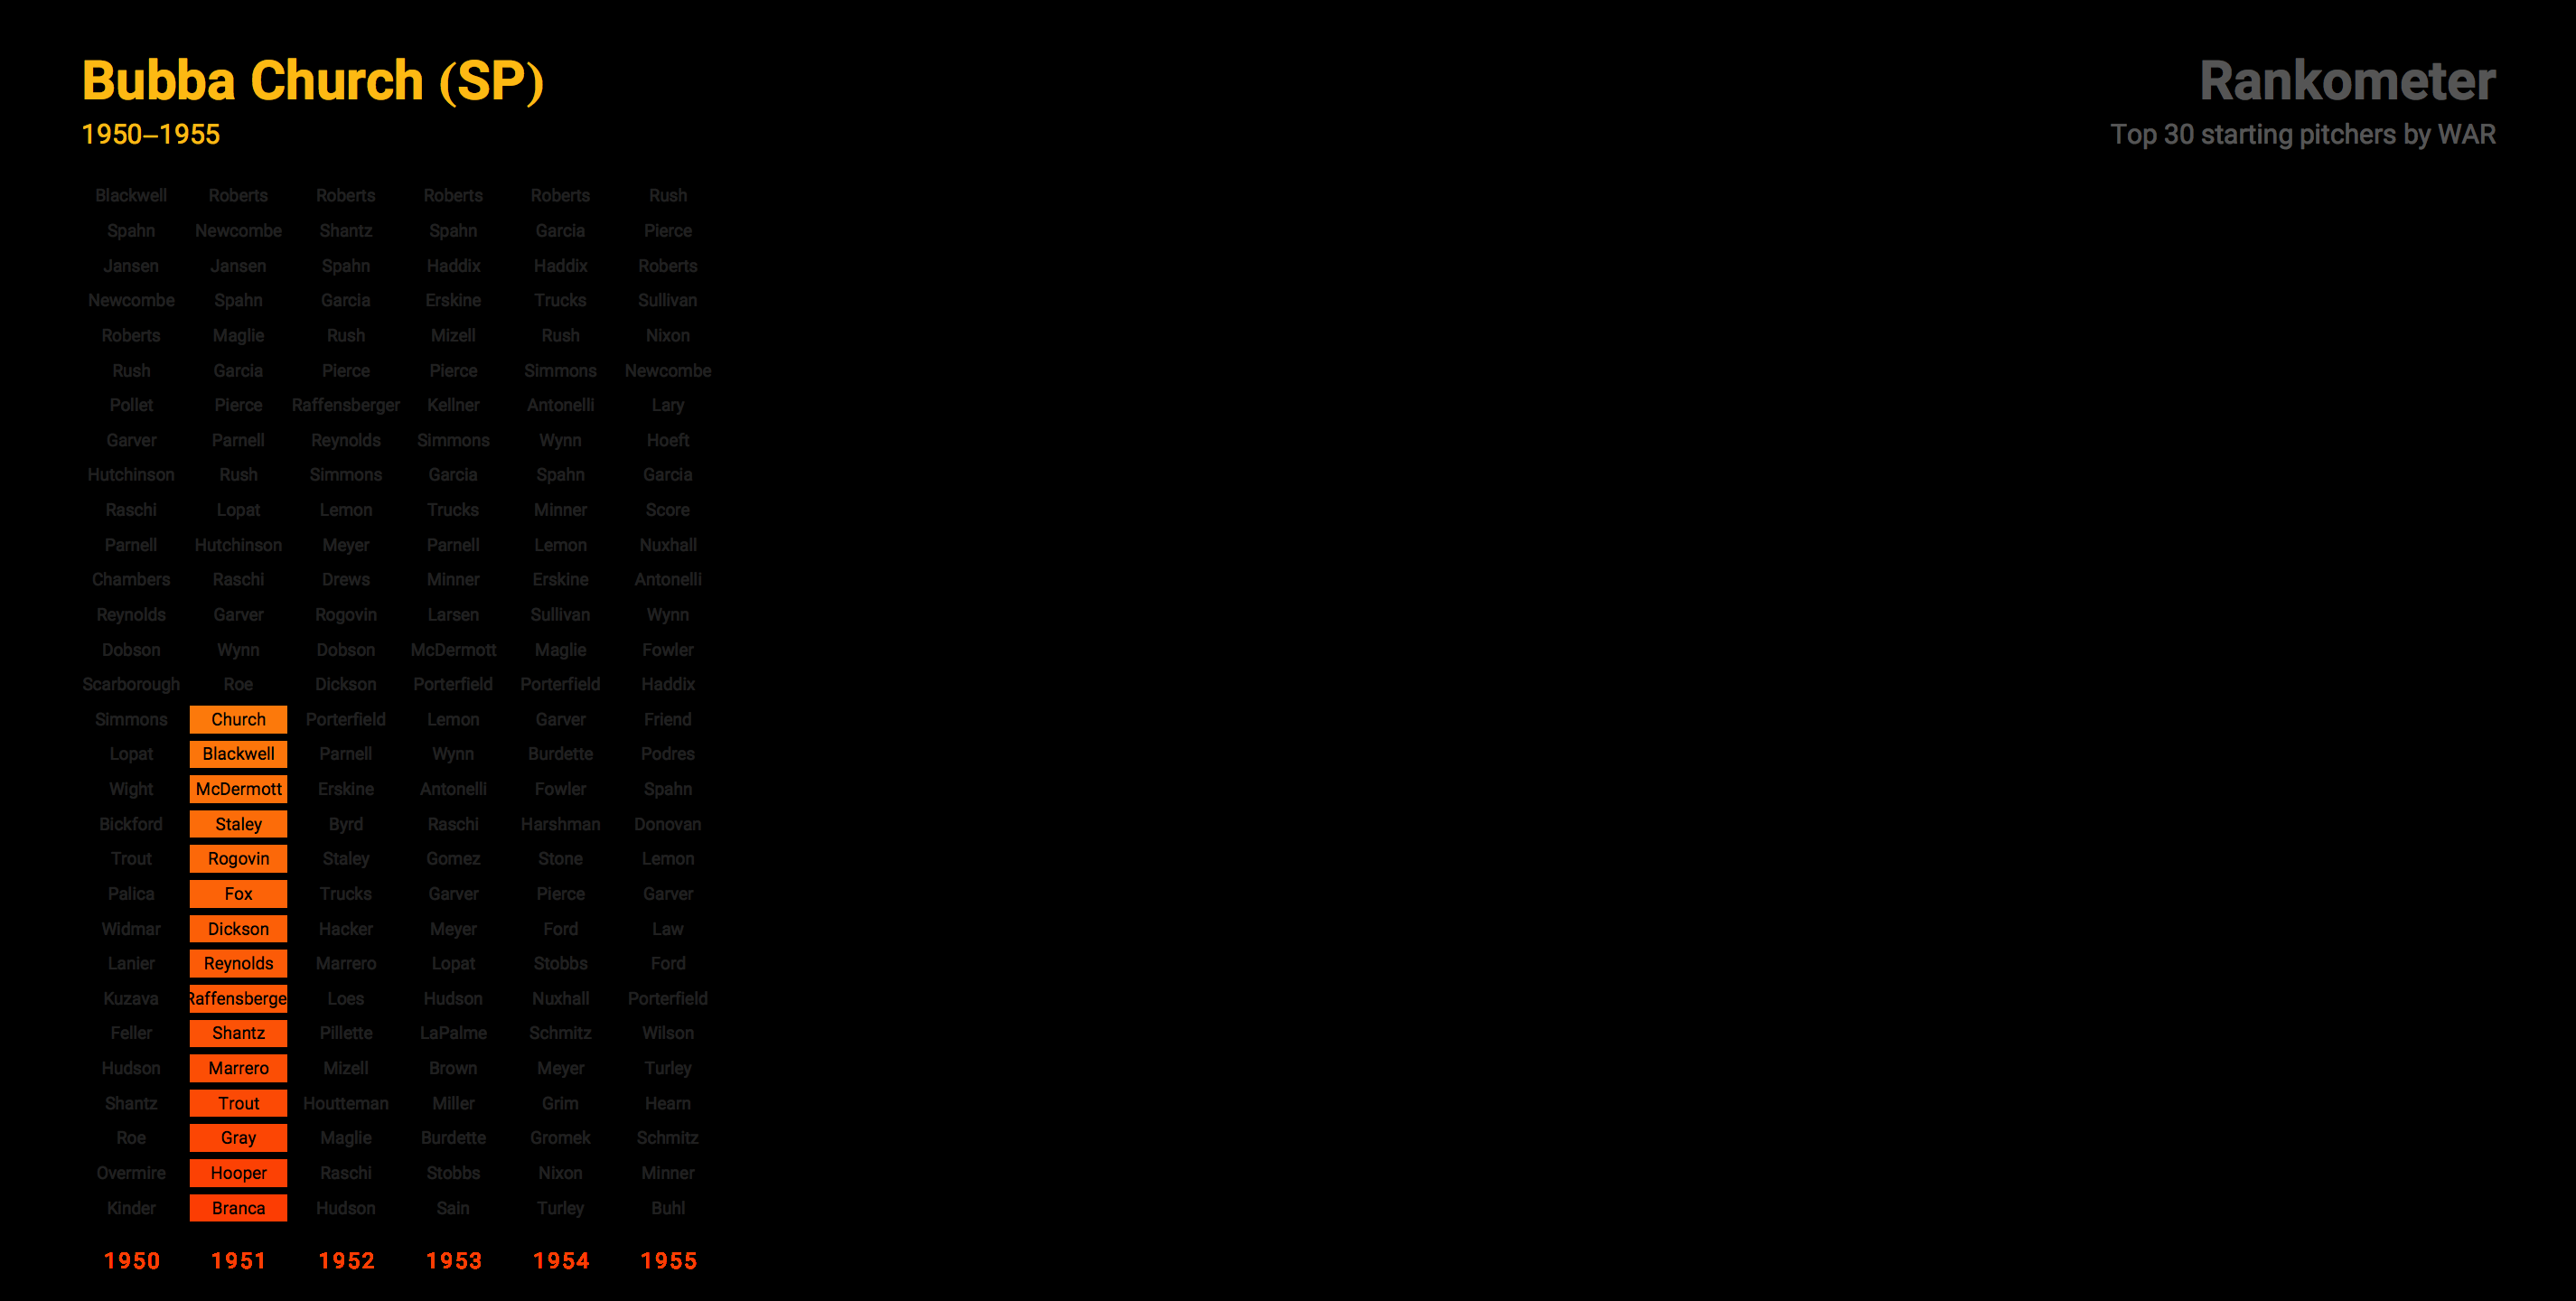 Bubba Church (SP)
1950–1955
Rankometer
Top 30 starting pitchers by WAR
Blackwell Roberts Roberts Roberts Roberts Rush
Spahn Newcombe Shantz Spahn Garcia Pierce
Jansen Jansen Spahn Haddix Haddix Roberts
Newcombe Spahn Garcia Erskine Trucks Sullivan
Roberts Maglie Rush Mizell Rush Nixon
Rush Garcia Pierce Pierce Simmons Newcombe
Pollet Pierce Raffensberger Kellner Antonelli Lary
Garver Parnell Reynolds Simmons Wynn Hoeft
Hutchinson Rush Simmons Garcia Spahn Garcia
Raschi Lopat Lemon Trucks Minner Score
Parnell Hutchinson Meyer Parnell Lemon Nuxhall
Chambers Raschi Drews Minner Erskine Antonelli
Reynolds Garver Rogovin Larsen Sullivan Wynn
Dobson Wynn Dobson McDermott Maglie Fowler
Scarborough Roe Dickson Porterfield Porterfield Haddix
Simmons Church Porterfield Lemon Garver Friend
Lopat Blackwell Parnell Wynn Burdette Podres
Wight McDermott Erskine Antonelli Fowler Spahn
Bickford Staley Byrd Raschi Harshman Donovan
Trout Rogovin Staley Gomez Stone Lemon
Palica Fox Trucks Garver Pierce Garver
Widmar Dickson Hacker Meyer Ford Law
Lanier Reynolds Marrero Lopat Stobbs Ford
Kuzava Raffensberge Loes Hudson Nuxhall Porterfield
Feller Shantz Pillette LaPalme Schmitz Wilson
Hudson Marrero Mizell Brown Meyer Turley
Shantz Trout Houtteman Miller Grim Hearn
Roe Gray Maglie Burdette Gromek Schmitz
Overmire Hooper Raschi Stobbs Nixon Minner
Kinder Branca Hudson Sain Turley Buhl
1950 1951 1952 1953 1954 1955